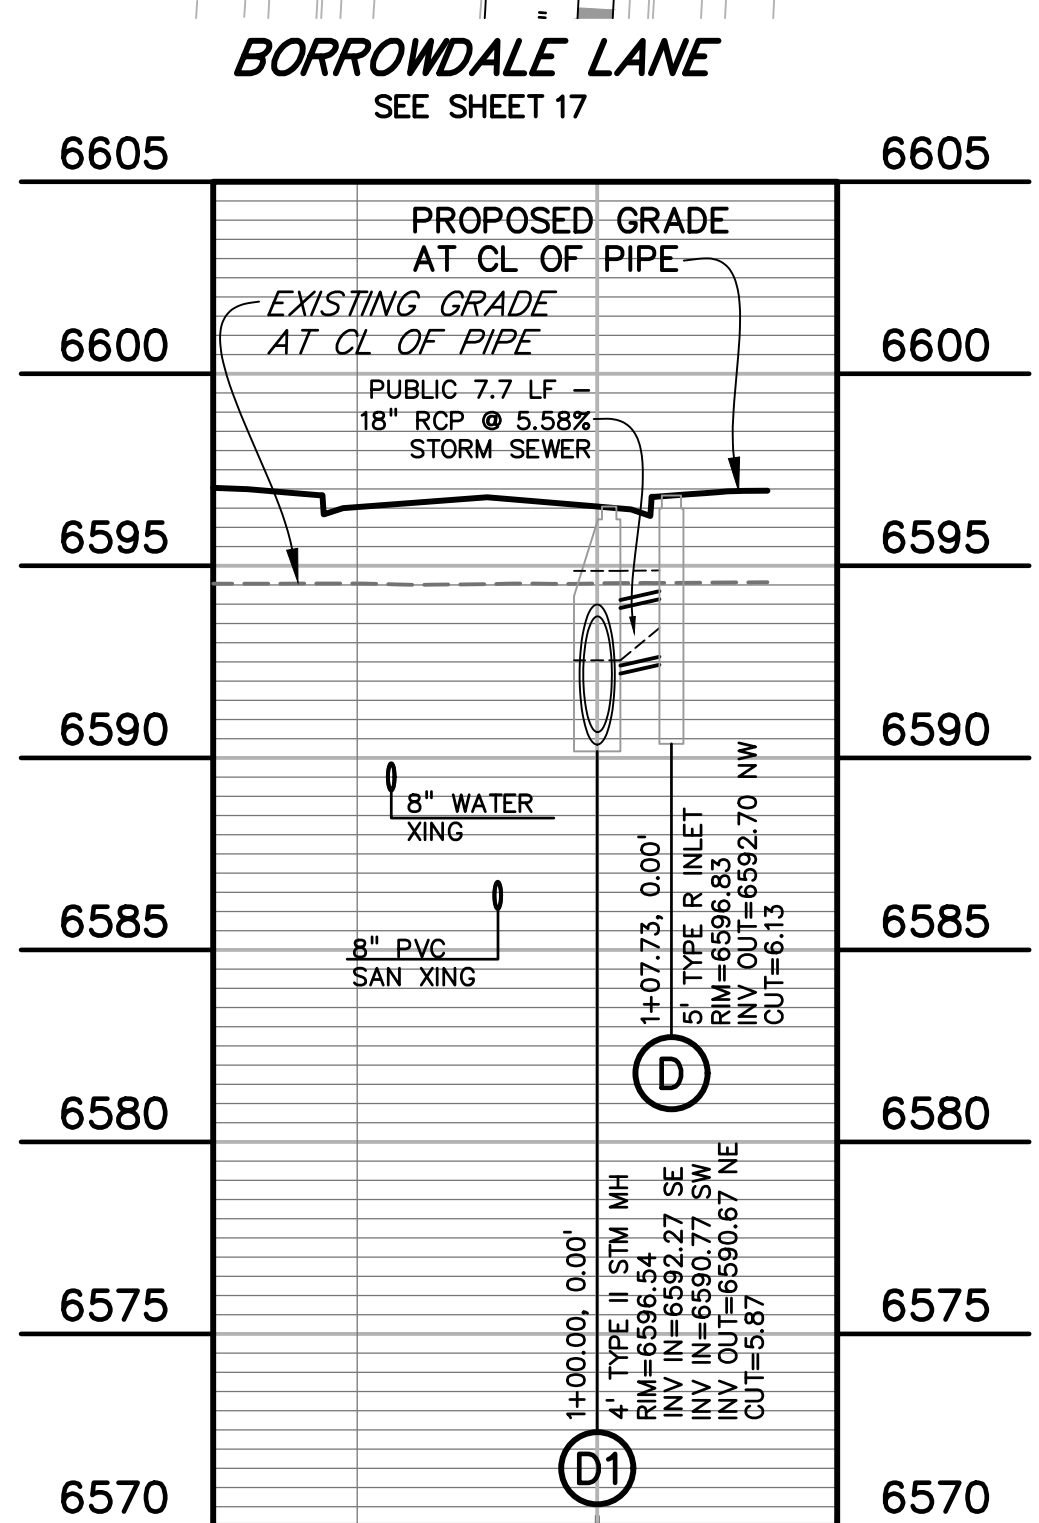 BORROWDALE LANE
SEE SHEET 17
6605
6605
PROPOSED GRADE
AT CL OF PIPE
EXISTING GRADE
AT CL OF PIPE
6600
6600
PUBLIC 7.7 LF -
18" RCP @ 5.58%
STORM SEWER
6595
6595
6590
6590
8" WATER
XING
8" PVC
SAN XING
6585
6585
1+07.73, 0.00'
5' TYPE R INLET
RIM=6596.83
INV OUT=6592.70 NW
CUT=6.13
D
6580
6580
1+00.00, 0.00'
4' TYPE II STM MH
RIM=6596.54
INV IN=6592.27 SE
INV IN=6590.77 SW
INV OUT=6590.67 NE
CUT=5.87
6575
6575
D1
6570
6570